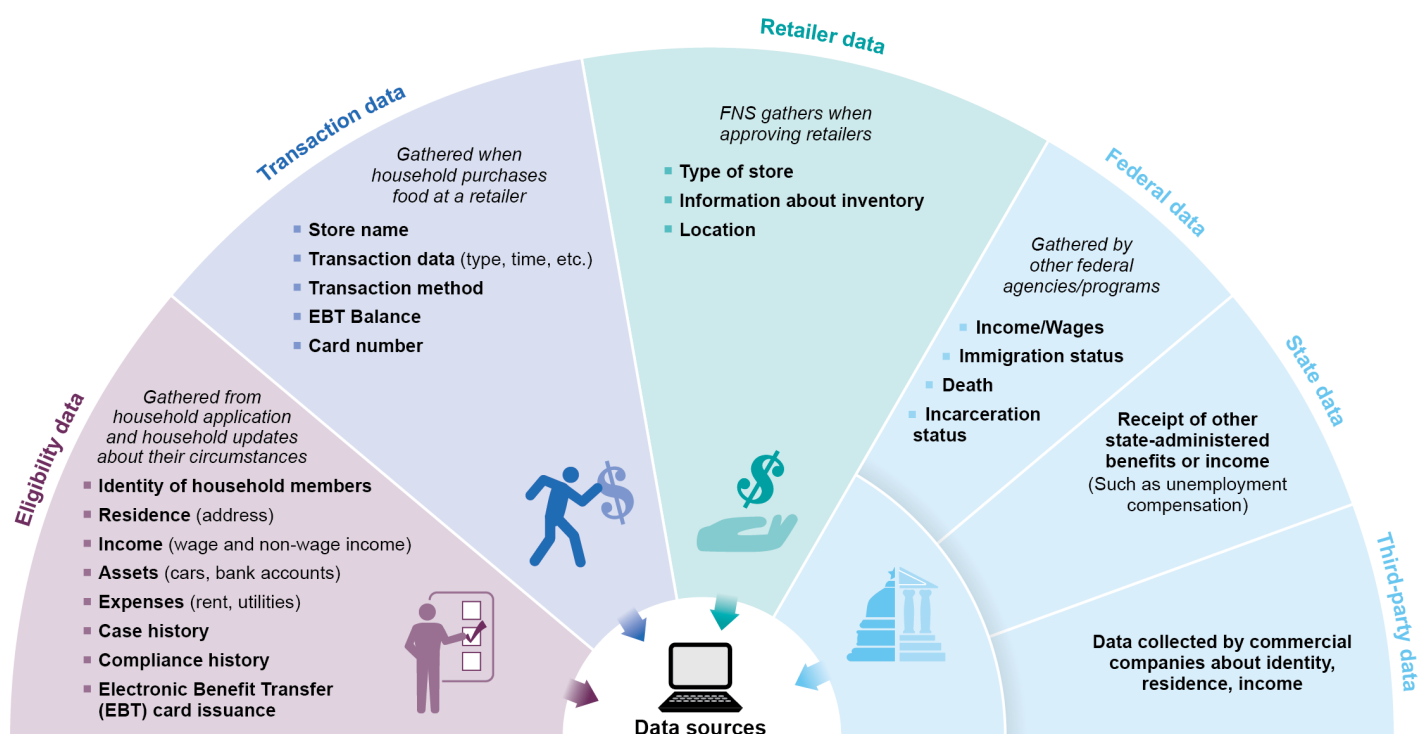 Eligibility data
Gathered from
household application
and household updates
about their circumstances
Identity of household members
Residence (address)
Income (wage and non-wage income)
Assets (cars, bank accounts)
Expenses (rent, utilities)
Case history
Compliance history
Electronic Benefit Transfer
(EBT) card issuance
Transaction data
Gathered when
household purchases
food at a retailer
Store name
Transaction data (type, time, etc.)
Transaction method
EBT Balance
Card number
Retailer data
FNS gathers when
approving retailers
Type of store
Information about inventory
Location
Federal data
Gathered by
other federal
agencies/programs
Income/Wages
Immigration status
Death
Incarceration
status
State data
Receipt of other
state-administered
benefits or income
(Such as unemployment
compensation)
Third-party data
Data collected by commercial
companies about identity,
residence, income
Data sources